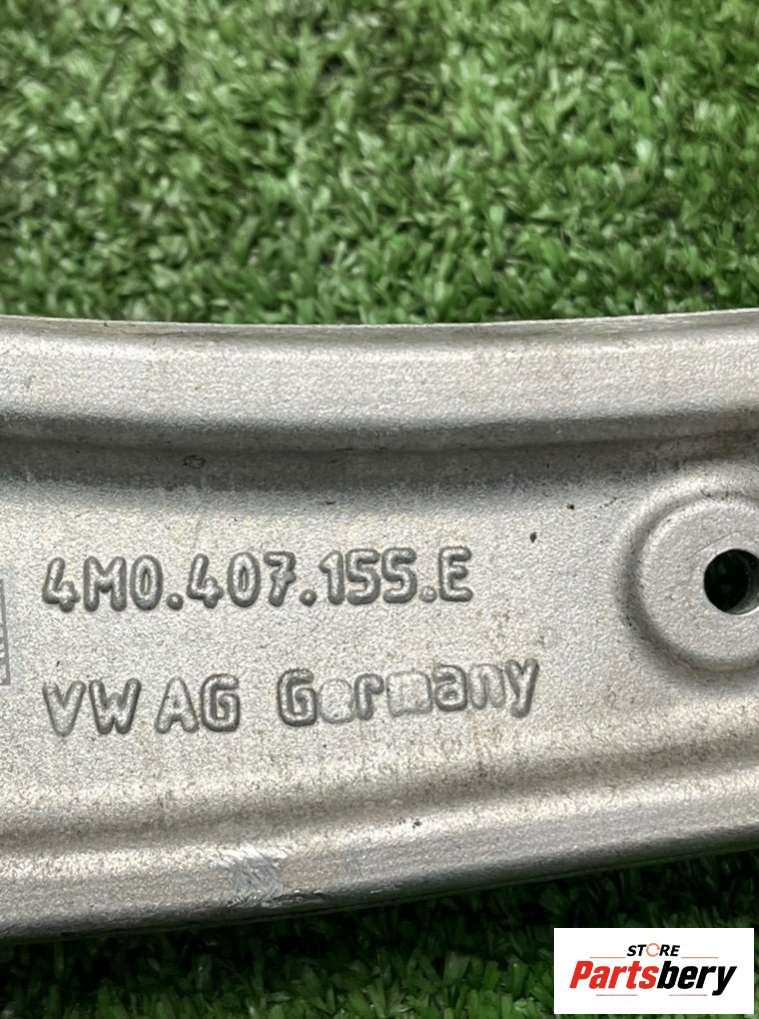 4M0.407.155.E
VW AG Germany
STORE
Partsbery